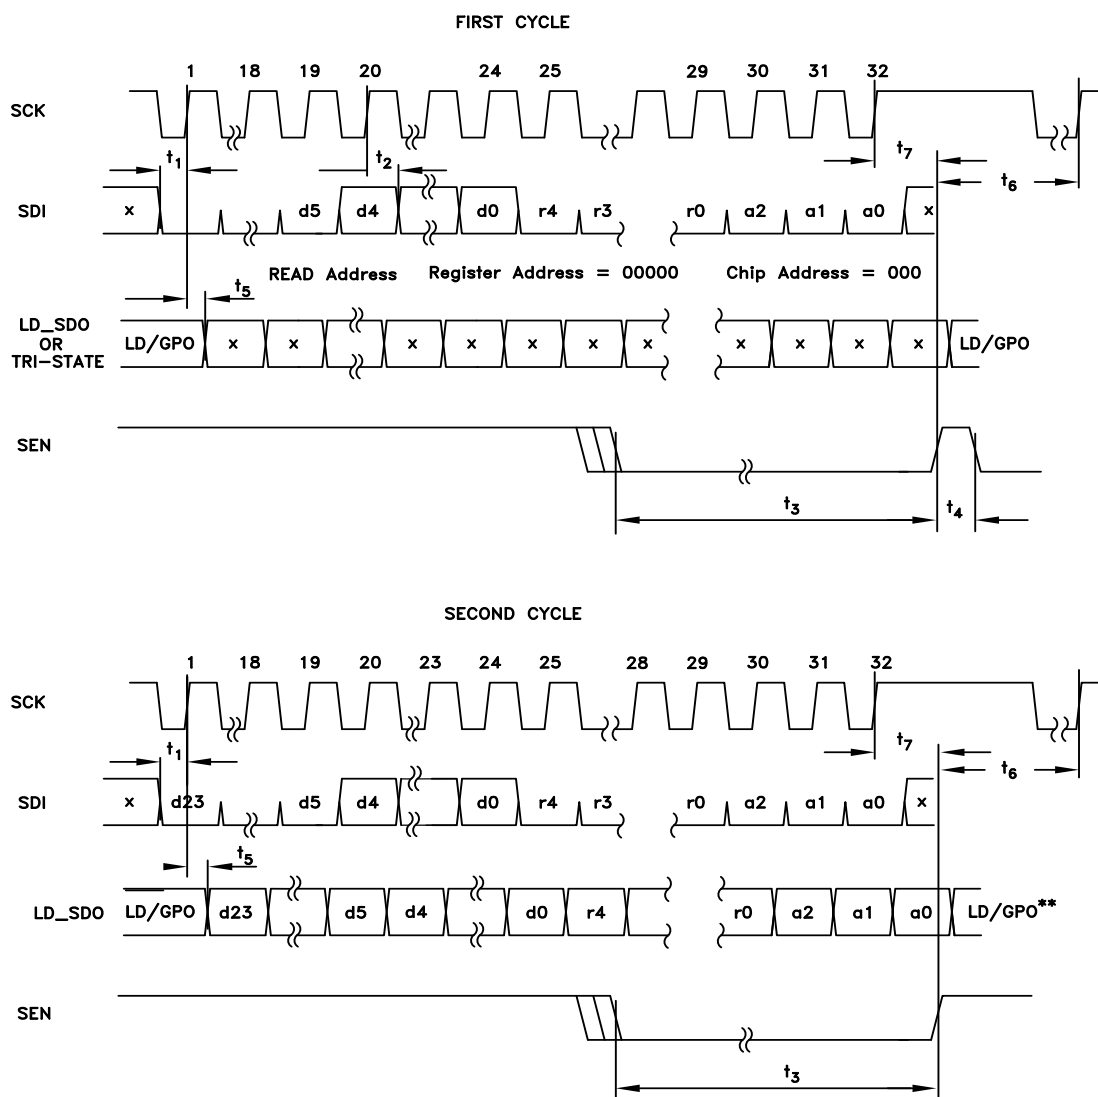 FIRST CYCLE
1 18 19 20 24 25 29 30 31 32
SCK
t1 t2 t7 t6
SDI x d5 d4 d0 r4 r3 r0 a2 a1 a0 x
READ Address Register Address = 00000 Chip Address = 000
t5
LD_SDO
OR
TRI-STATE
LD/GPO x x x x x x x x x x x LD/GPO
SEN
t3 t4
SECOND CYCLE
1 18 19 20 23 24 25 28 29 30 31 32
SCK
t1 t7 t6
SDI x d23 d5 d4 d0 r4 r3 r0 a2 a1 a0 x
t5
LD_SDO LD/GPO d23 d5 d4 d0 r4 r0 a2 a1 a0 LD/GPO**
SEN
t3